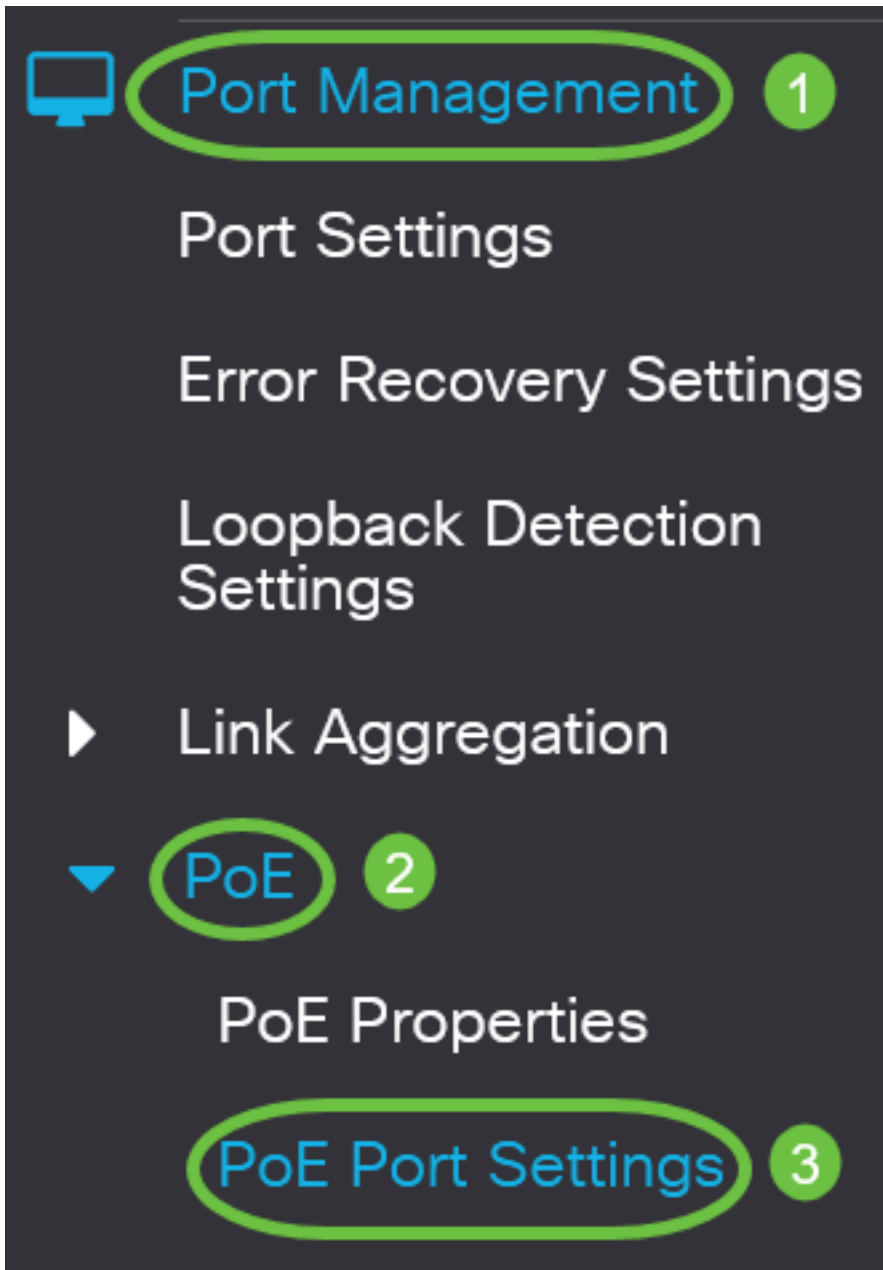 Port Management 1
Port Settings
Error Recovery Settings
Loopback Detection
Settings
Link Aggregation
PoE 2
PoE Properties
PoE Port Settings 3